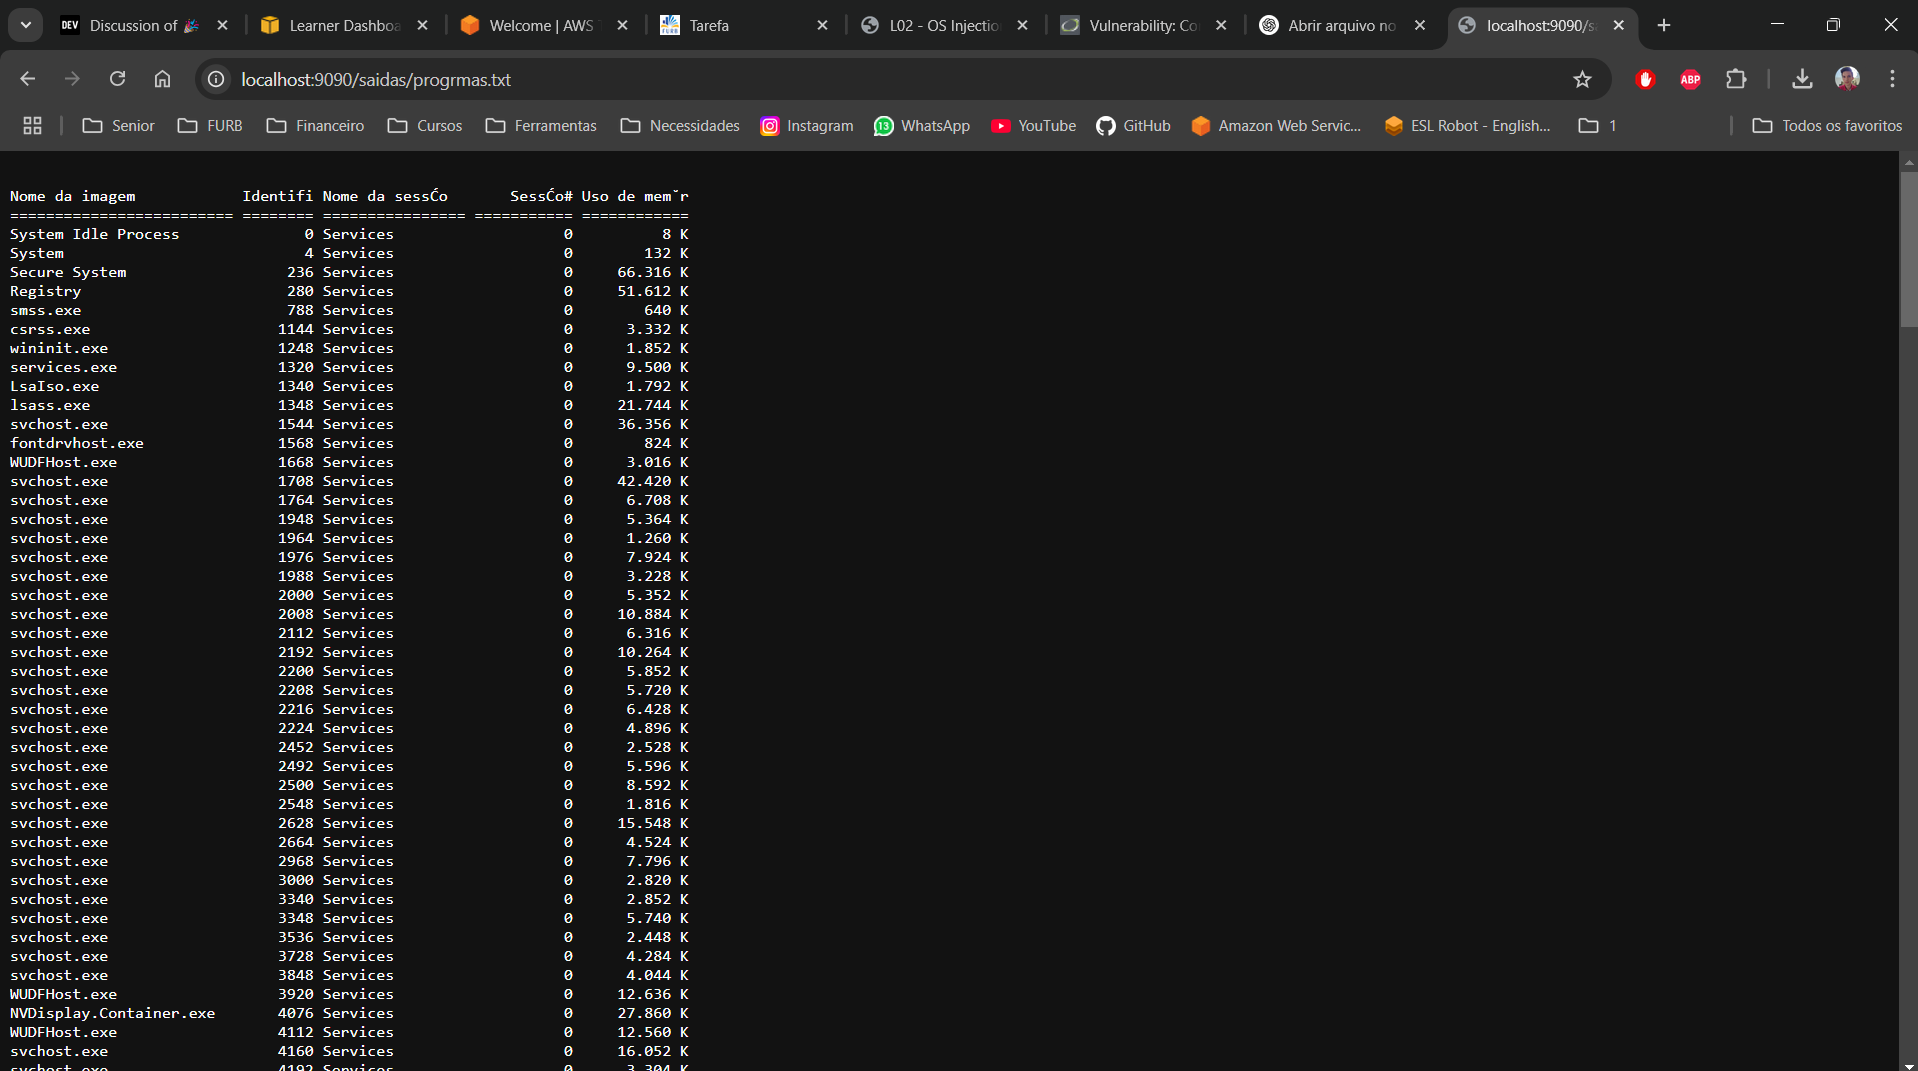 Discussion of 🎉
Learner Dashboa
Welcome | AWS
Tarefa
L02 - OS Injectio
Vulnerability: Co
Abrir arquivo no
localhost:9090/s
localhost:9090/saidas/progrmas.txt
Senior FURB Financeiro Cursos Ferramentas Necessidades Instagram WhatsApp YouTube GitHub Amazon Web Servic... ESL Robot - English... 1 Todos os favoritos
Nome da imagem Identifi Nome da sessĆo SessĆo# Uso de mem˘r
========================= ======== ================ =========== ============
System Idle Process 0 Services 0 8 K
System 4 Services 0 132 K
Secure System 236 Services 0 66.316 K
Registry 280 Services 0 51.612 K
smss.exe 788 Services 0 640 K
csrss.exe 1144 Services 0 3.332 K
wininit.exe 1248 Services 0 1.852 K
services.exe 1320 Services 0 9.500 K
LsaIso.exe 1340 Services 0 1.792 K
lsass.exe 1348 Services 0 21.744 K
svchost.exe 1544 Services 0 36.356 K
fontdrvhost.exe 1568 Services 0 824 K
WUDFHost.exe 1668 Services 0 3.016 K
svchost.exe 1708 Services 0 42.420 K
svchost.exe 1764 Services 0 6.708 K
svchost.exe 1948 Services 0 5.364 K
svchost.exe 1964 Services 0 1.260 K
svchost.exe 1976 Services 0 7.924 K
svchost.exe 1988 Services 0 3.228 K
svchost.exe 2000 Services 0 5.352 K
svchost.exe 2008 Services 0 10.884 K
svchost.exe 2112 Services 0 6.316 K
svchost.exe 2192 Services 0 10.264 K
svchost.exe 2200 Services 0 5.852 K
svchost.exe 2208 Services 0 5.720 K
svchost.exe 2216 Services 0 6.428 K
svchost.exe 2224 Services 0 4.896 K
svchost.exe 2452 Services 0 2.528 K
svchost.exe 2492 Services 0 5.596 K
svchost.exe 2500 Services 0 8.592 K
svchost.exe 2548 Services 0 1.816 K
svchost.exe 2628 Services 0 15.548 K
svchost.exe 2664 Services 0 4.524 K
svchost.exe 2968 Services 0 7.796 K
svchost.exe 3000 Services 0 2.820 K
svchost.exe 3340 Services 0 2.852 K
svchost.exe 3348 Services 0 5.740 K
svchost.exe 3536 Services 0 2.448 K
svchost.exe 3728 Services 0 4.284 K
svchost.exe 3848 Services 0 4.044 K
WUDFHost.exe 3920 Services 0 12.636 K
NVDisplay.Container.exe 4076 Services 0 27.860 K
WUDFHost.exe 4112 Services 0 12.560 K
svchost.exe 4160 Services 0 16.052 K
svchost.exe 4192 Services 0 3.304 K